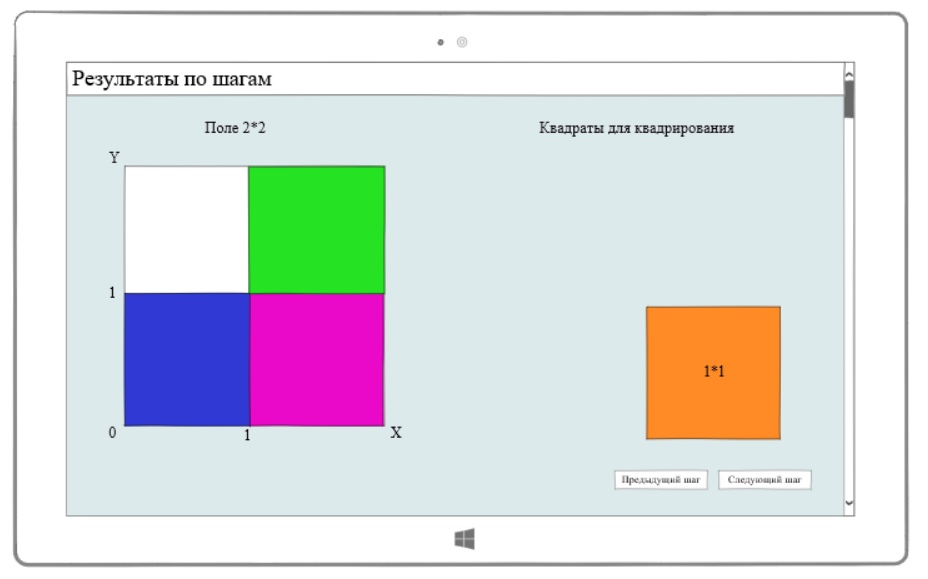 Результаты по шагам
Поле 2*2
Квадраты для квадрирования
Y
1
1*1
0
1
X
Предыдущий шаг
Следующий шаг